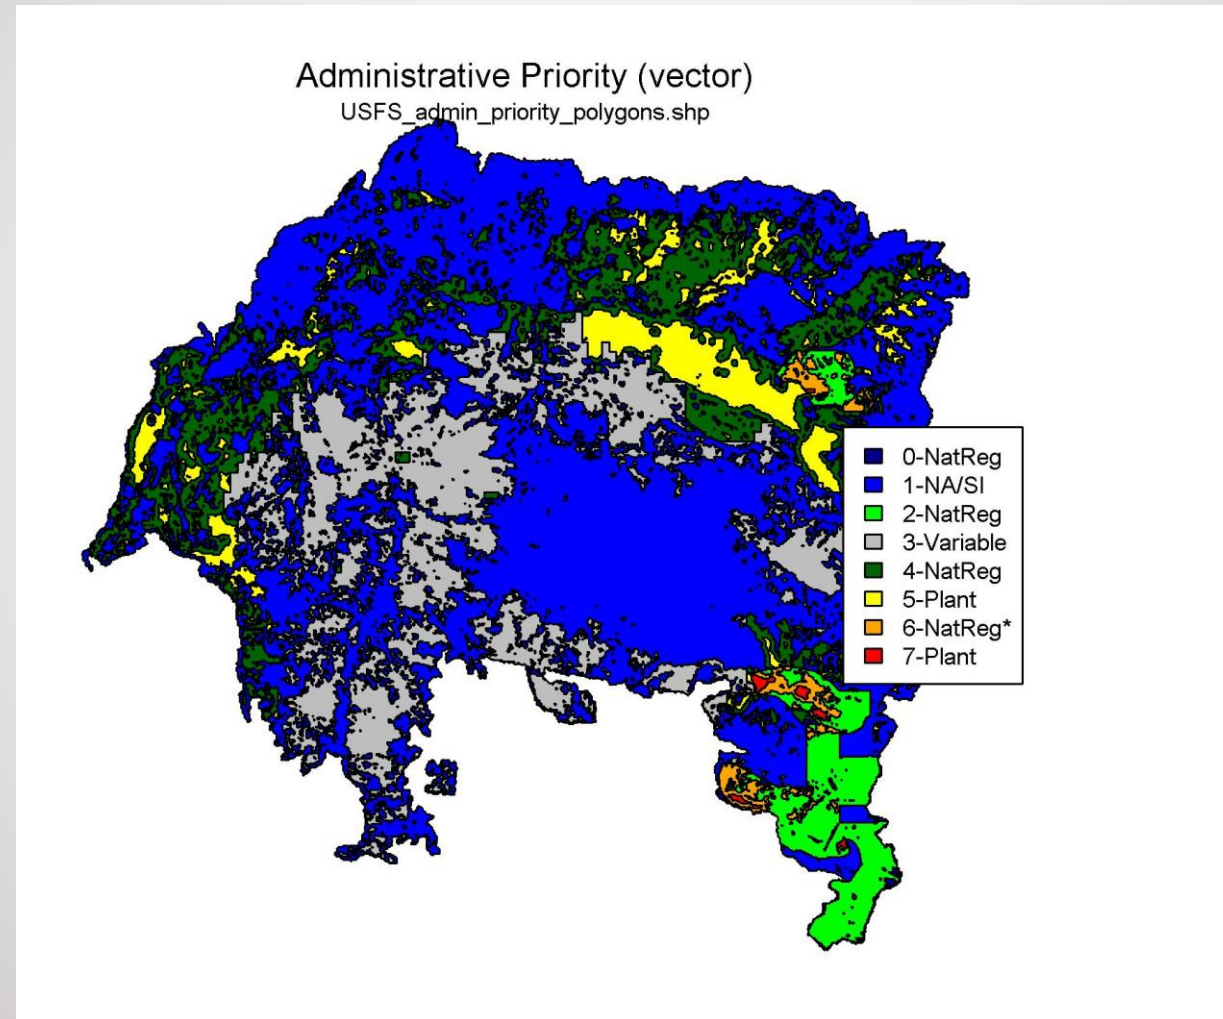 Administrative Priority (vector)
USFS_admin_priority_polygons.shp
0-NatReg
1-NA/SI
2-NatReg
3-Variable
4-NatReg
5-Plant
6-NatReg*
7-Plant